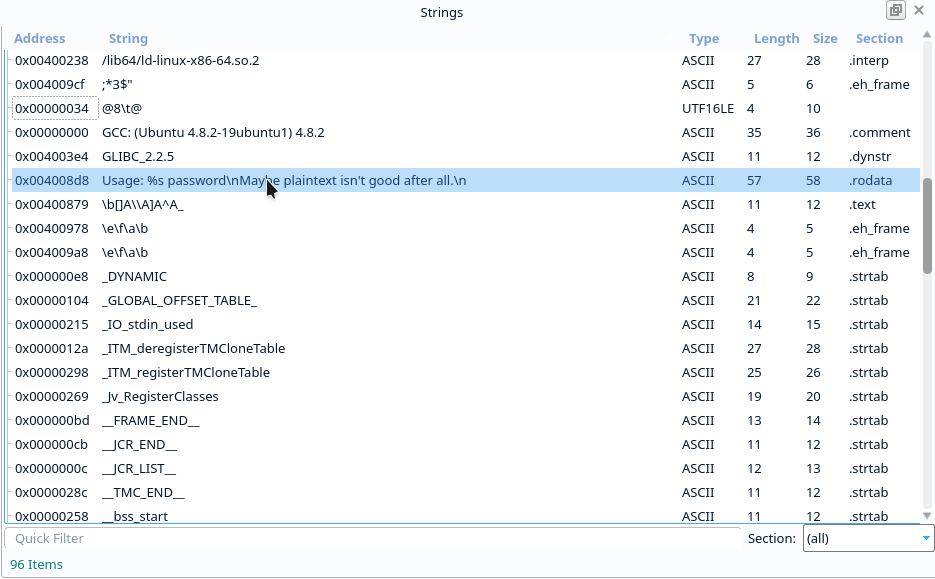 Strings
Address String Type Length Size Section
0x00400238 /lib64/ld-linux-x86-64.so.2 ASCII 27 28 .interp
0x004009cf ;*3$" ASCII 5 6 .eh_frame
0x00000034 @8\t@ UTF16LE 4 10
0x00000000 GCC: (Ubuntu 4.8.2-19ubuntu1) 4.8.2 ASCII 35 36 .comment
0x004003e4 GLIBC_2.2.5 ASCII 11 12 .dynstr
0x004008d8 Usage: %s password\nMaybe plaintext isn't good after all.\n ASCII 57 58 .rodata
0x00400879 \b[]A\\A]A^A_ ASCII 11 12 .text
0x00400978 \e\f\a\b ASCII 4 5 .eh_frame
0x004009a8 \e\f\a\b ASCII 4 5 .eh_frame
0x000000e8 _DYNAMIC ASCII 8 9 .strtab
0x00000104 _GLOBAL_OFFSET_TABLE_ ASCII 21 22 .strtab
0x00000215 _IO_stdin_used ASCII 14 15 .strtab
0x0000012a _ITM_deregisterTMCloneTable ASCII 27 28 .strtab
0x00000298 _ITM_registerTMCloneTable ASCII 25 26 .strtab
0x00000269 _Jv_RegisterClasses ASCII 19 20 .strtab
0x000000bd __FRAME_END__ ASCII 13 14 .strtab
0x000000cb __JCR_END__ ASCII 11 12 .strtab
0x0000000c __JCR_LIST__ ASCII 12 13 .strtab
0x0000028c __TMC_END__ ASCII 11 12 .strtab
0x00000258 __bss_start ASCII 11 12 .strtab
Quick Filter Section: (all)
96 Items